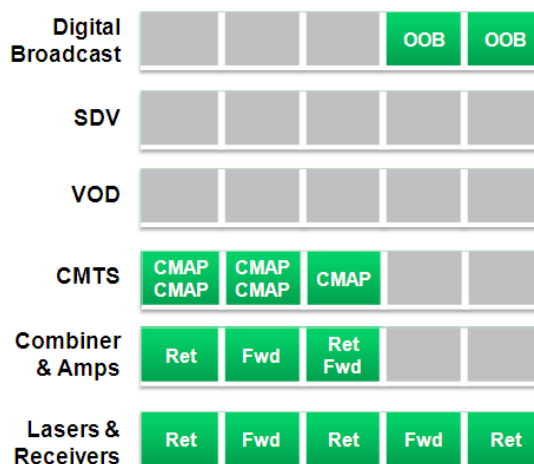 Digital
Broadcast
OOB OOB
SDV
VOD
CMTS
CMAP CMAP CMAP
CMAP CMAP
Combiner
& Amps
Ret Fwd Ret
Fwd
Lasers &
Receivers
Ret Fwd Ret Fwd Ret